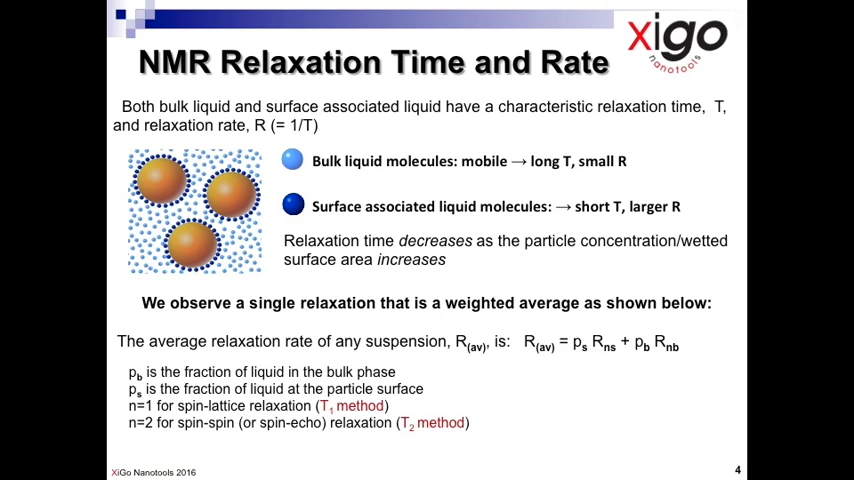 xigo
nanotools
NMR Relaxation Time and Rate
Both bulk liquid and surface associated liquid have a characteristic relaxation time, T,
and relaxation rate, R (= 1/T)
Bulk liquid molecules: mobile → long T, small R
Surface associated liquid molecules: → short T, larger R
Relaxation time decreases as the particle concentration/wetted
surface area increases
We observe a single relaxation that is a weighted average as shown below:
The average relaxation rate of any suspension, R(av), is: R(av) = ps Rns + pb Rnb
pb is the fraction of liquid in the bulk phase
ps is the fraction of liquid at the particle surface
n=1 for spin-lattice relaxation (T1 method)
n=2 for spin-spin (or spin-echo) relaxation (T2 method)
XiGo Nanotools 2016
4